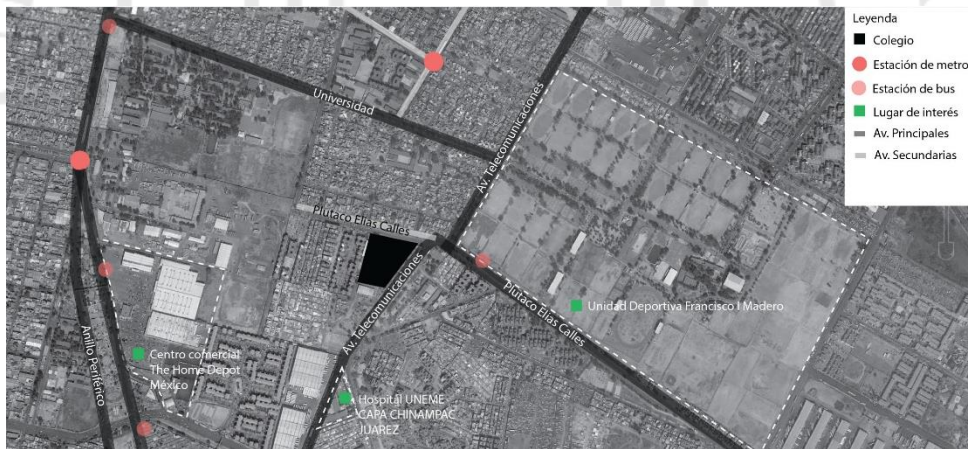 Leyenda
Colegio
Estación de metro
Estación de bus
Lugar de interés
Av. Principales
Av. Secundarias
Universidad
Av. Telecomunicaciones
Plutaco Elias Calles
Av. Telecomunicaciones
Plutaco Elias Calles
Unidad Deportiva Francisco I Madero
Anillo Periférico
Centro comercial
The Home Depot
México
Hospital UNEME
CAPA CHINAMPAC
JUAREZ